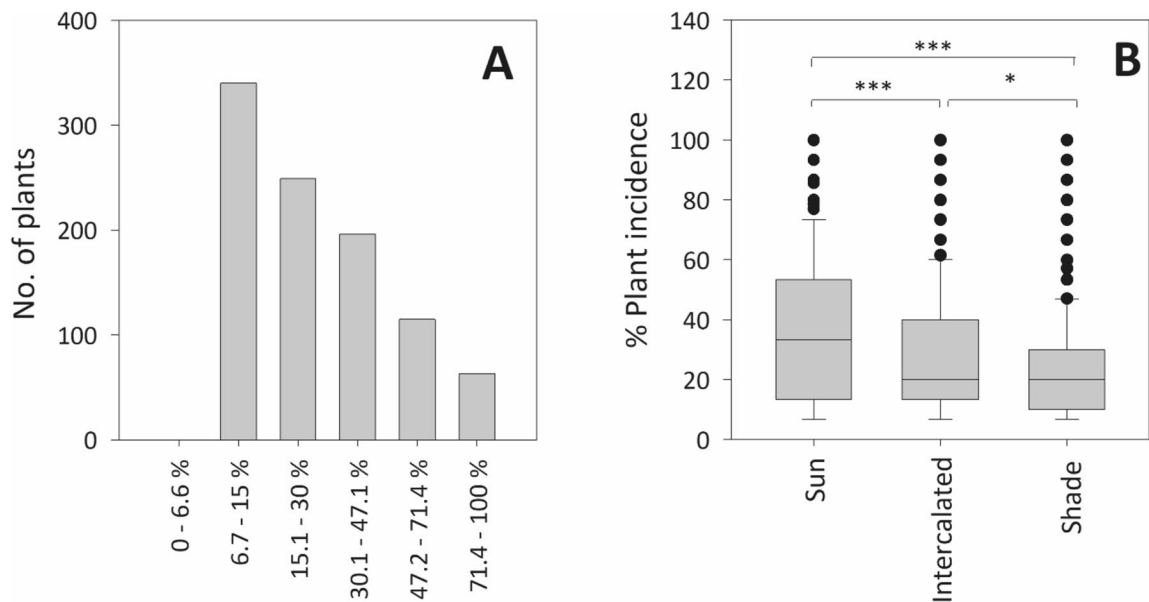 A
No. of plants
400
300
200
100
0
0 - 6.6 %
6.7 - 15 %
15.1 - 30 %
30.1 - 47.1 %
47.2 - 71.4 %
71.4 - 100 %
B
% Plant incidence
140
120
100
80
60
40
20
0
***
***
*
Sun
Intercalated
Shade